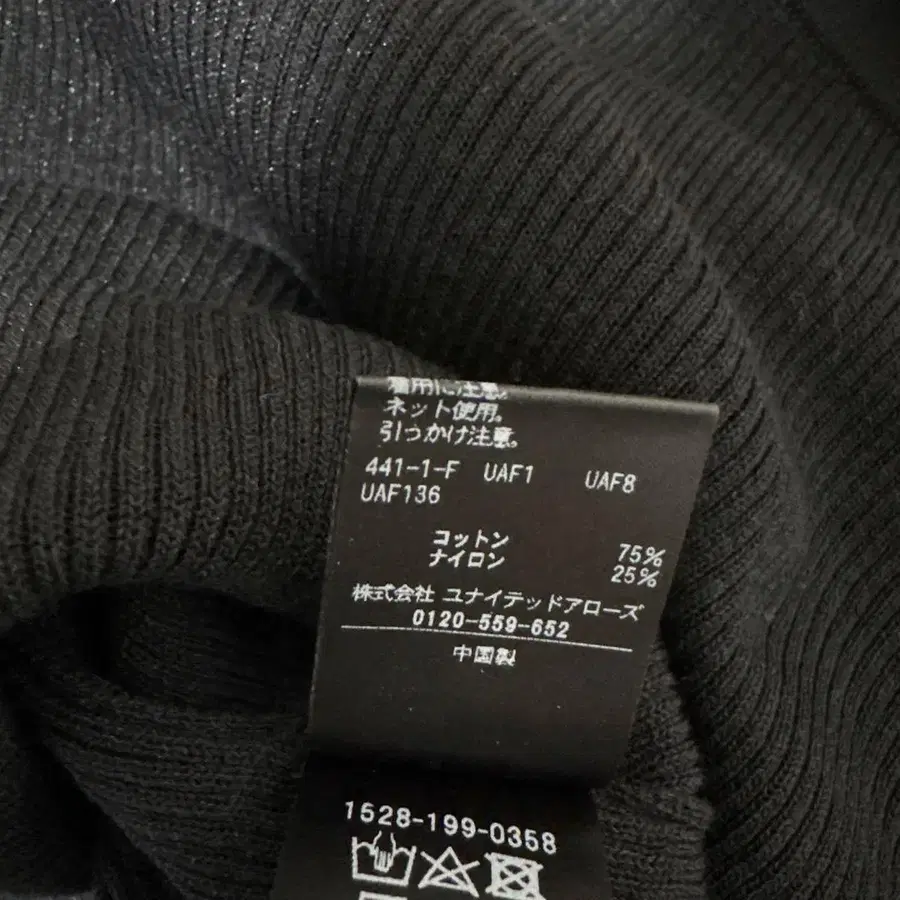 着用に注意。
ネット使用。
引っかけ注意。
441-1-F UAF1 UAF8
UAF136
コットン 75%
ナイロン 25%
株式会社 ユナイテッドアローズ
0120-559-652
中国製
1528-199-0358